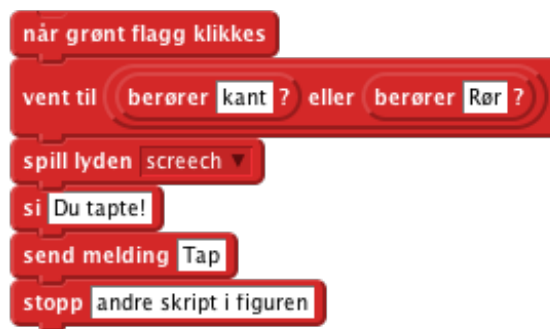 når grønt flagg klikkes
vent til berører kant ? eller berører Rør ?
spill lyden screech
si Du tapte!
send melding Tap
stopp andre skript i figuren